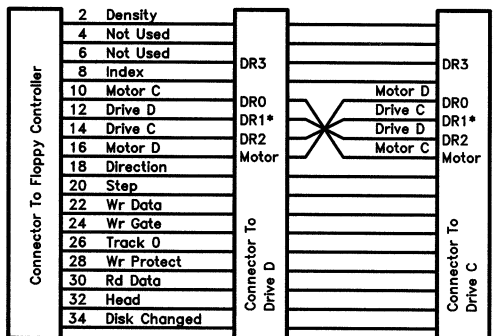 2 Density
4 Not Used
6 Not Used
8 Index
10 Motor C
12 Drive D
14 Drive C
16 Motor D
18 Direction
20 Step
22 Wr Data
24 Wr Gate
26 Track 0
28 Wr Protect
30 Rd Data
32 Head
34 Disk Changed
Connector To Floppy Controller
DR3
DR0
DR1*
DR2
Motor
Connector To
Drive D
Motor D
Drive C
Drive D
Motor C
DR3
DR0
DR1*
DR2
Motor
Connector To
Drive C